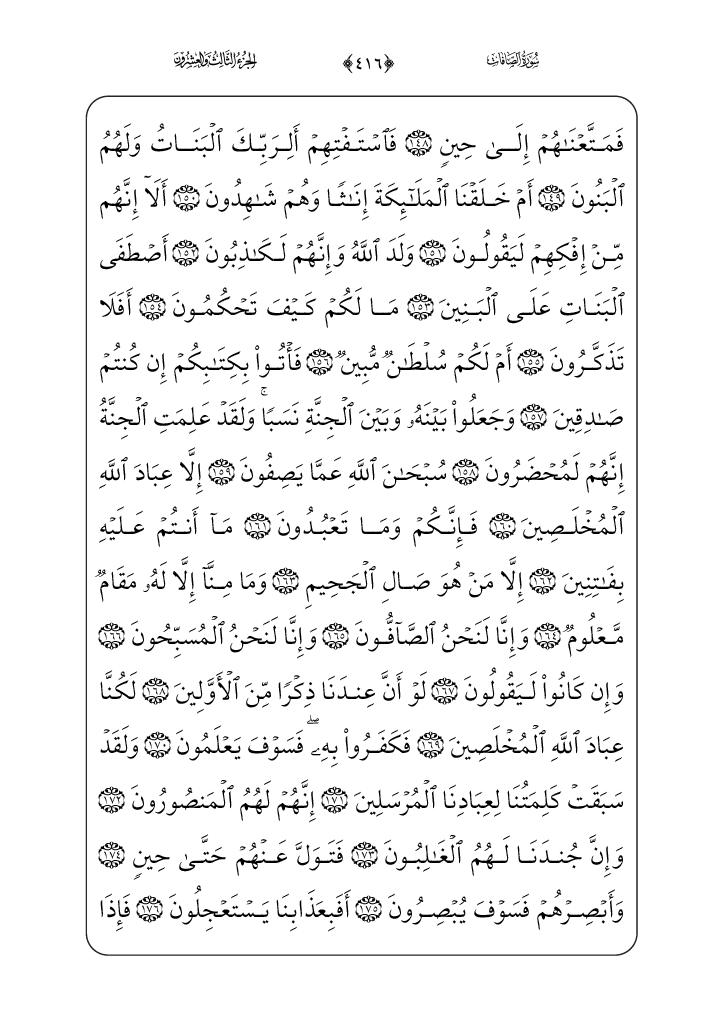 سُورَةُ الصَّافَّاتِ ﴿٤١٦﴾ الجُزْءُ الثَّالِثُ وَالعِشْرُونَ
فَمَتَّعْنَـٰهُمْ إِلَىٰ حِينٍ ١٤٨ فَٱسْتَفْتِهِمْ أَلِرَبِّكَ ٱلْبَنَاتُ وَلَهُمُ
ٱلْبَنُونَ ١٤٩ أَمْ خَلَقْنَا ٱلْمَلَـٰٓئِكَةَ إِنَـٰثًا وَهُمْ شَـٰهِدُونَ ١٥٠ أَلَآ إِنَّهُم
مِّنْ إِفْكِهِمْ لَيَقُولُونَ ١٥١ وَلَدَ ٱللَّهُ وَإِنَّهُمْ لَكَـٰذِبُونَ ١٥٢ أَصْطَفَى
ٱلْبَنَاتِ عَلَى ٱلْبَنِينَ ١٥٣ مَا لَكُمْ كَيْفَ تَحْكُمُونَ ١٥٤ أَفَلَا
تَذَكَّرُونَ ١٥٥ أَمْ لَكُمْ سُلْطَـٰنٌ مُّبِينٌ ١٥٦ فَأْتُوا۟ بِكِتَـٰبِكُمْ إِن كُنتُمْ
صَـٰدِقِينَ ١٥٧ وَجَعَلُوا۟ بَيْنَهُۥ وَبَيْنَ ٱلْجِنَّةِ نَسَبًا ۚ وَلَقَدْ عَلِمَتِ ٱلْجِنَّةُ
إِنَّهُمْ لَمُحْضَرُونَ ١٥٨ سُبْحَـٰنَ ٱللَّهِ عَمَّا يَصِفُونَ ١٥٩ إِلَّا عِبَادَ ٱللَّهِ
ٱلْمُخْلَصِينَ ١٦٠ فَإِنَّكُمْ وَمَا تَعْبُدُونَ ١٦١ مَآ أَنتُمْ عَلَيْهِ
بِفَـٰتِنِينَ ١٦٢ إِلَّا مَنْ هُوَ صَالِ ٱلْجَحِيمِ ١٦٣ وَمَا مِنَّآ إِلَّا لَهُۥ مَقَامٌ
مَّعْلُومٌ ١٦٤ وَإِنَّا لَنَحْنُ ٱلصَّآفُّونَ ١٦٥ وَإِنَّا لَنَحْنُ ٱلْمُسَبِّحُونَ ١٦٦
وَإِن كَانُوا۟ لَيَقُولُونَ ١٦٧ لَوْ أَنَّ عِندَنَا ذِكْرًا مِّنَ ٱلْأَوَّلِينَ ١٦٨ لَكُنَّا
عِبَادَ ٱللَّهِ ٱلْمُخْلَصِينَ ١٦٩ فَكَفَرُوا۟ بِهِۦ ۖ فَسَوْفَ يَعْلَمُونَ ١٧٠ وَلَقَدْ
سَبَقَتْ كَلِمَتُنَا لِعِبَادِنَا ٱلْمُرْسَلِينَ ١٧١ إِنَّهُمْ لَهُمُ ٱلْمَنصُورُونَ ١٧٢
وَإِنَّ جُندَنَا لَهُمُ ٱلْغَـٰلِبُونَ ١٧٣ فَتَوَلَّ عَنْهُمْ حَتَّىٰ حِينٍ ١٧٤
وَأَبْصِرْهُمْ فَسَوْفَ يُبْصِرُونَ ١٧٥ أَفَبِعَذَابِنَا يَسْتَعْجِلُونَ ١٧٦ فَإِذَا